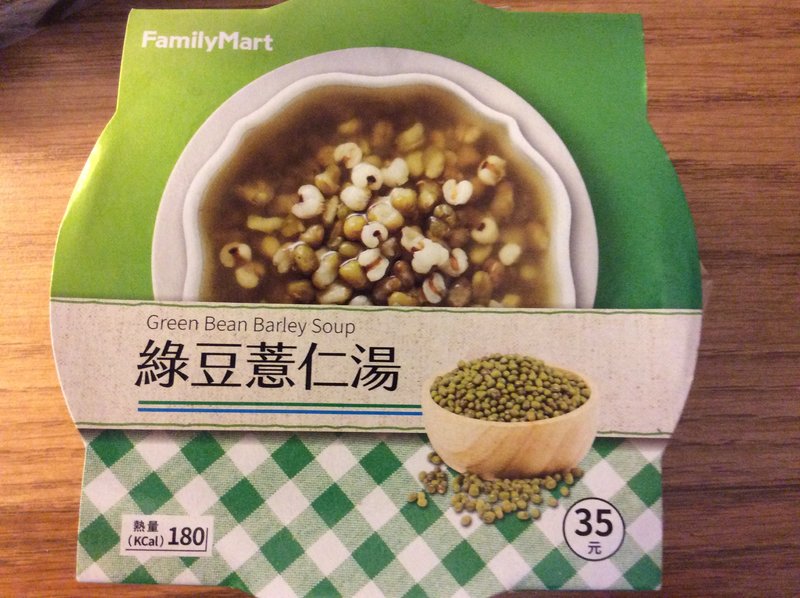 FamilyMart
Green Bean Barley Soup
綠豆薏仁湯
熱量
(KCal) 180
35
元